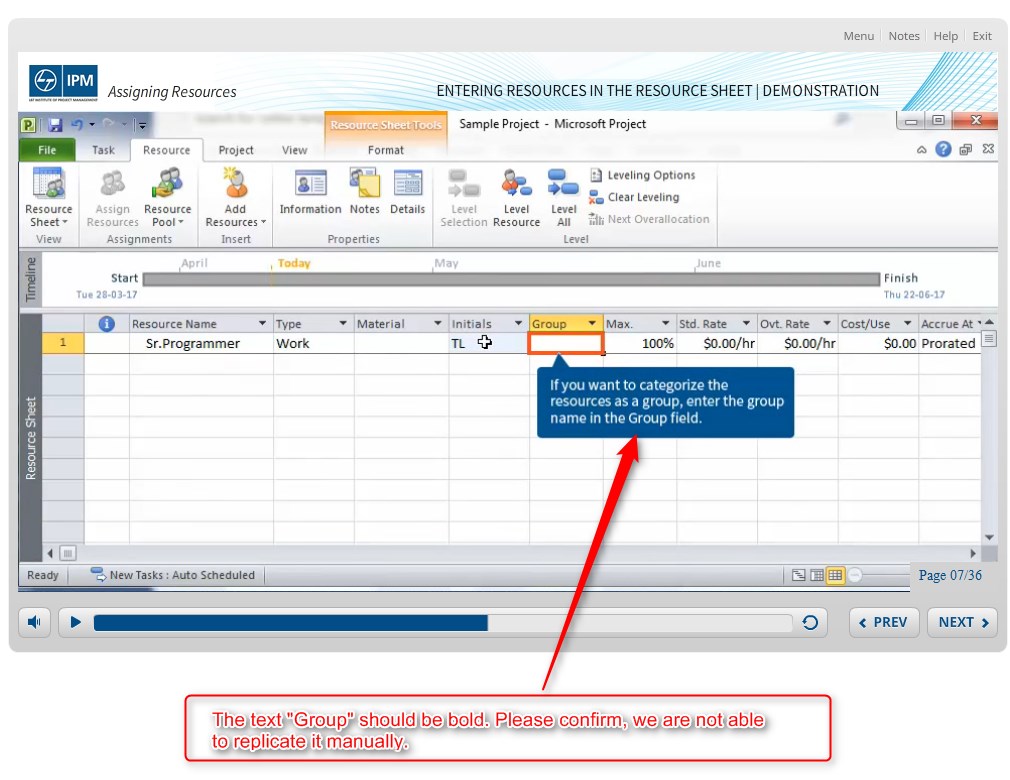 Menu Notes Help Exit
IPM
L&T INSTITUTE OF PROJECT MANAGEMENT
Assigning Resources
ENTERING RESOURCES IN THE RESOURCE SHEET | DEMONSTRATION
P
Resource Sheet Tools
Sample Project - Microsoft Project
File Task Resource Project View Format
Resource Sheet
Assign Resources
Resource Pool
Add Resources
Information Notes Details
Level Selection
Level Resource
Level All
Leveling Options
Clear Leveling
Next Overallocation
View Assignments Insert Properties Level
Timeline
April Today May June
Start
Tue 28-03-17
Finish
Thu 22-06-17
Resource Name Type Material Initials Group Max. Std. Rate Ovt. Rate Cost/Use Accrue At
1 Sr.Programmer Work TL 100% $0.00/hr $0.00/hr $0.00 Prorated
If you want to categorize the
resources as a group, enter the group
name in the Group field.
Resource Sheet
Ready New Tasks : Auto Scheduled
Page 07/36
PREV NEXT
The text "Group" should be bold. Please confirm, we are not able
to replicate it manually.